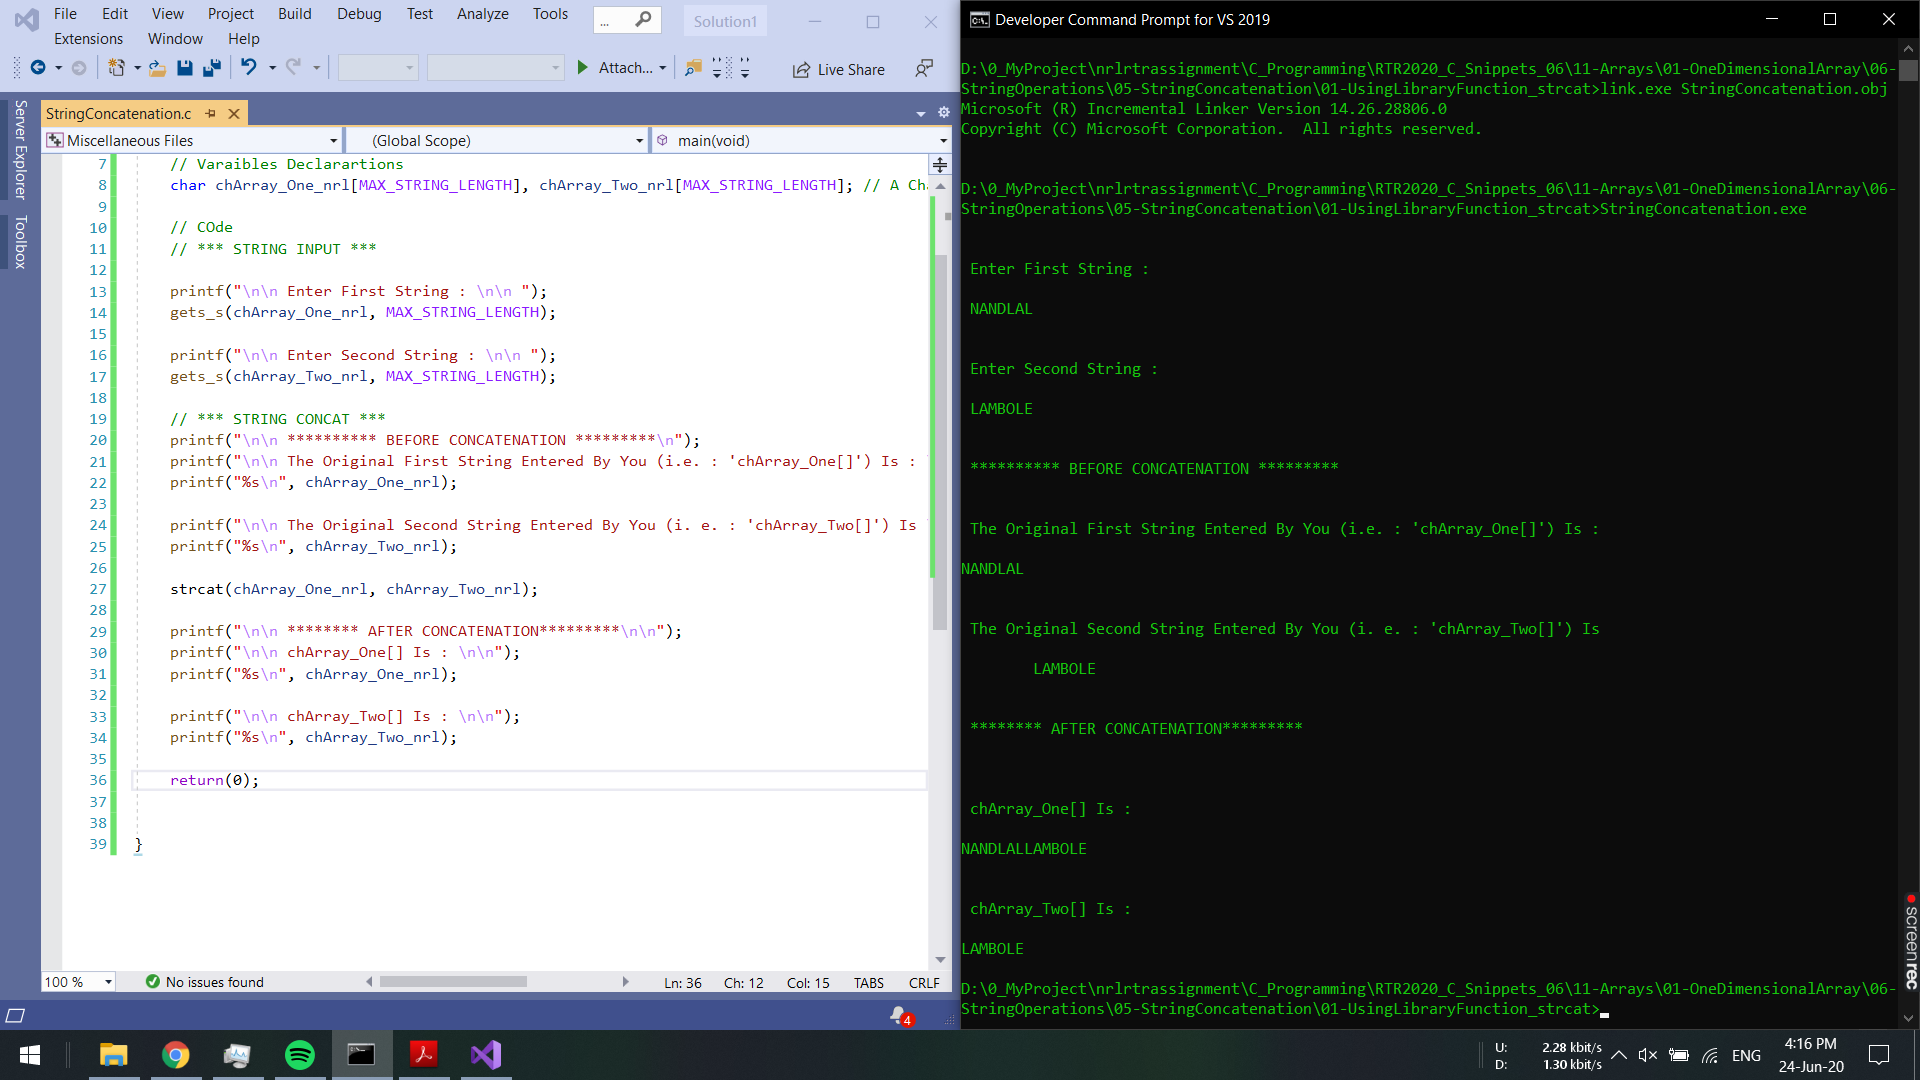 File Edit View Project Build Debug Test Analyze Tools ... Solution1
Extensions Window Help
Attach... Live Share
Server Explorer
Toolbox
StringConcatenation.c
Miscellaneous Files (Global Scope) main(void)
7 // Varaibles Declarartions
8 char chArray_One_nrl[MAX_STRING_LENGTH], chArray_Two_nrl[MAX_STRING_LENGTH]; // A Ch
9
10 // COde
11 // *** STRING INPUT ***
12
13 printf("\n\n Enter First String : \n\n ");
14 gets_s(chArray_One_nrl, MAX_STRING_LENGTH);
15
16 printf("\n\n Enter Second String : \n\n ");
17 gets_s(chArray_Two_nrl, MAX_STRING_LENGTH);
18
19 // *** STRING CONCAT ***
20 printf("\n\n ********** BEFORE CONCATENATION *********\n");
21 printf("\n\n The Original First String Entered By You (i.e. : 'chArray_One[]') Is :
22 printf("%s\n", chArray_One_nrl);
23
24 printf("\n\n The Original Second String Entered By You (i. e. : 'chArray_Two[]') Is
25 printf("%s\n", chArray_Two_nrl);
26
27 strcat(chArray_One_nrl, chArray_Two_nrl);
28
29 printf("\n\n ******** AFTER CONCATENATION*********\n\n");
30 printf("\n\n chArray_One[] Is : \n\n");
31 printf("%s\n", chArray_One_nrl);
32
33 printf("\n\n chArray_Two[] Is : \n\n");
34 printf("%s\n", chArray_Two_nrl);
35
36 return(0);
37
38
39 }
100 % No issues found Ln: 36 Ch: 12 Col: 15 TABS CRLF
4
Developer Command Prompt for VS 2019
D:\0_MyProject\nrlrtrassignment\C_Programming\RTR2020_C_Snippets_06\11-Arrays\01-OneDimensionalArray\06-
StringOperations\05-StringConcatenation\01-UsingLibraryFunction_strcat>link.exe StringConcatenation.obj
Microsoft (R) Incremental Linker Version 14.26.28806.0
Copyright (C) Microsoft Corporation.  All rights reserved.
D:\0_MyProject\nrlrtrassignment\C_Programming\RTR2020_C_Snippets_06\11-Arrays\01-OneDimensionalArray\06-
StringOperations\05-StringConcatenation\01-UsingLibraryFunction_strcat>StringConcatenation.exe
Enter First String :
NANDLAL
Enter Second String :
LAMBOLE
********** BEFORE CONCATENATION *********
The Original First String Entered By You (i.e. : 'chArray_One[]') Is :
NANDLAL
The Original Second String Entered By You (i. e. : 'chArray_Two[]') Is
LAMBOLE
******** AFTER CONCATENATION*********
chArray_One[] Is :
NANDLALLAMBOLE
chArray_Two[] Is :
LAMBOLE
D:\0_MyProject\nrlrtrassignment\C_Programming\RTR2020_C_Snippets_06\11-Arrays\01-OneDimensionalArray\06-
StringOperations\05-StringConcatenation\01-UsingLibraryFunction_strcat>
screenrec
U: 2.28 kbit/s
D: 1.30 kbit/s
ENG
4:16 PM
24-Jun-20